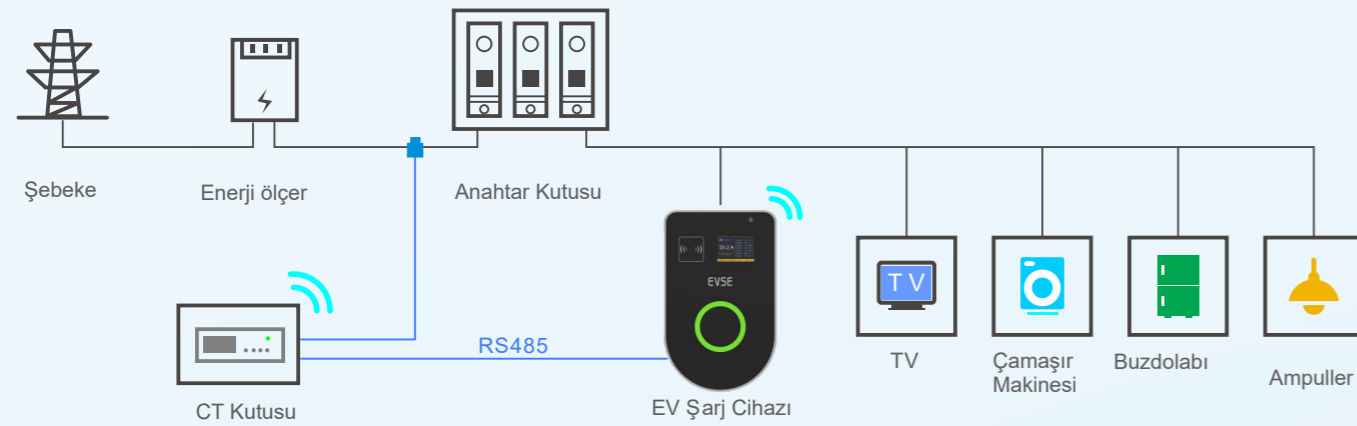 Şebeke
Enerji ölçer
Anahtar Kutusu
EVSE
TV
RS485
TV
Çamaşır
Makinesi
Buzdolabı
Ampuller
CT Kutusu
EV Şarj Cihazı